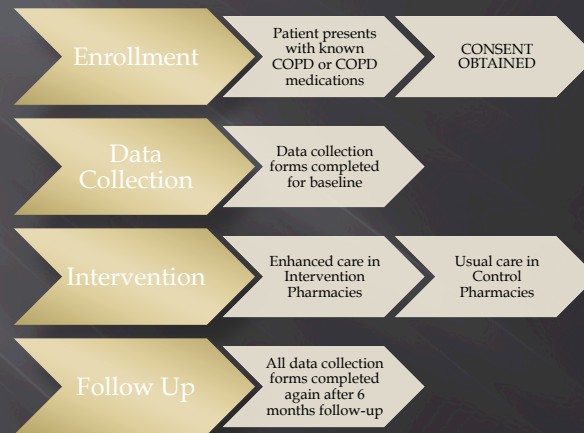 Enrollment
Patient presents
with known
COPD or COPD
medications
CONSENT
OBTAINED
Data
Collection
Data collection
forms completed
for baseline
Intervention
Enhanced care in
Intervention
Pharmacies
Usual care in
Control
Pharmacies
Follow Up
All data collection
forms completed
again after 6
months follow-up